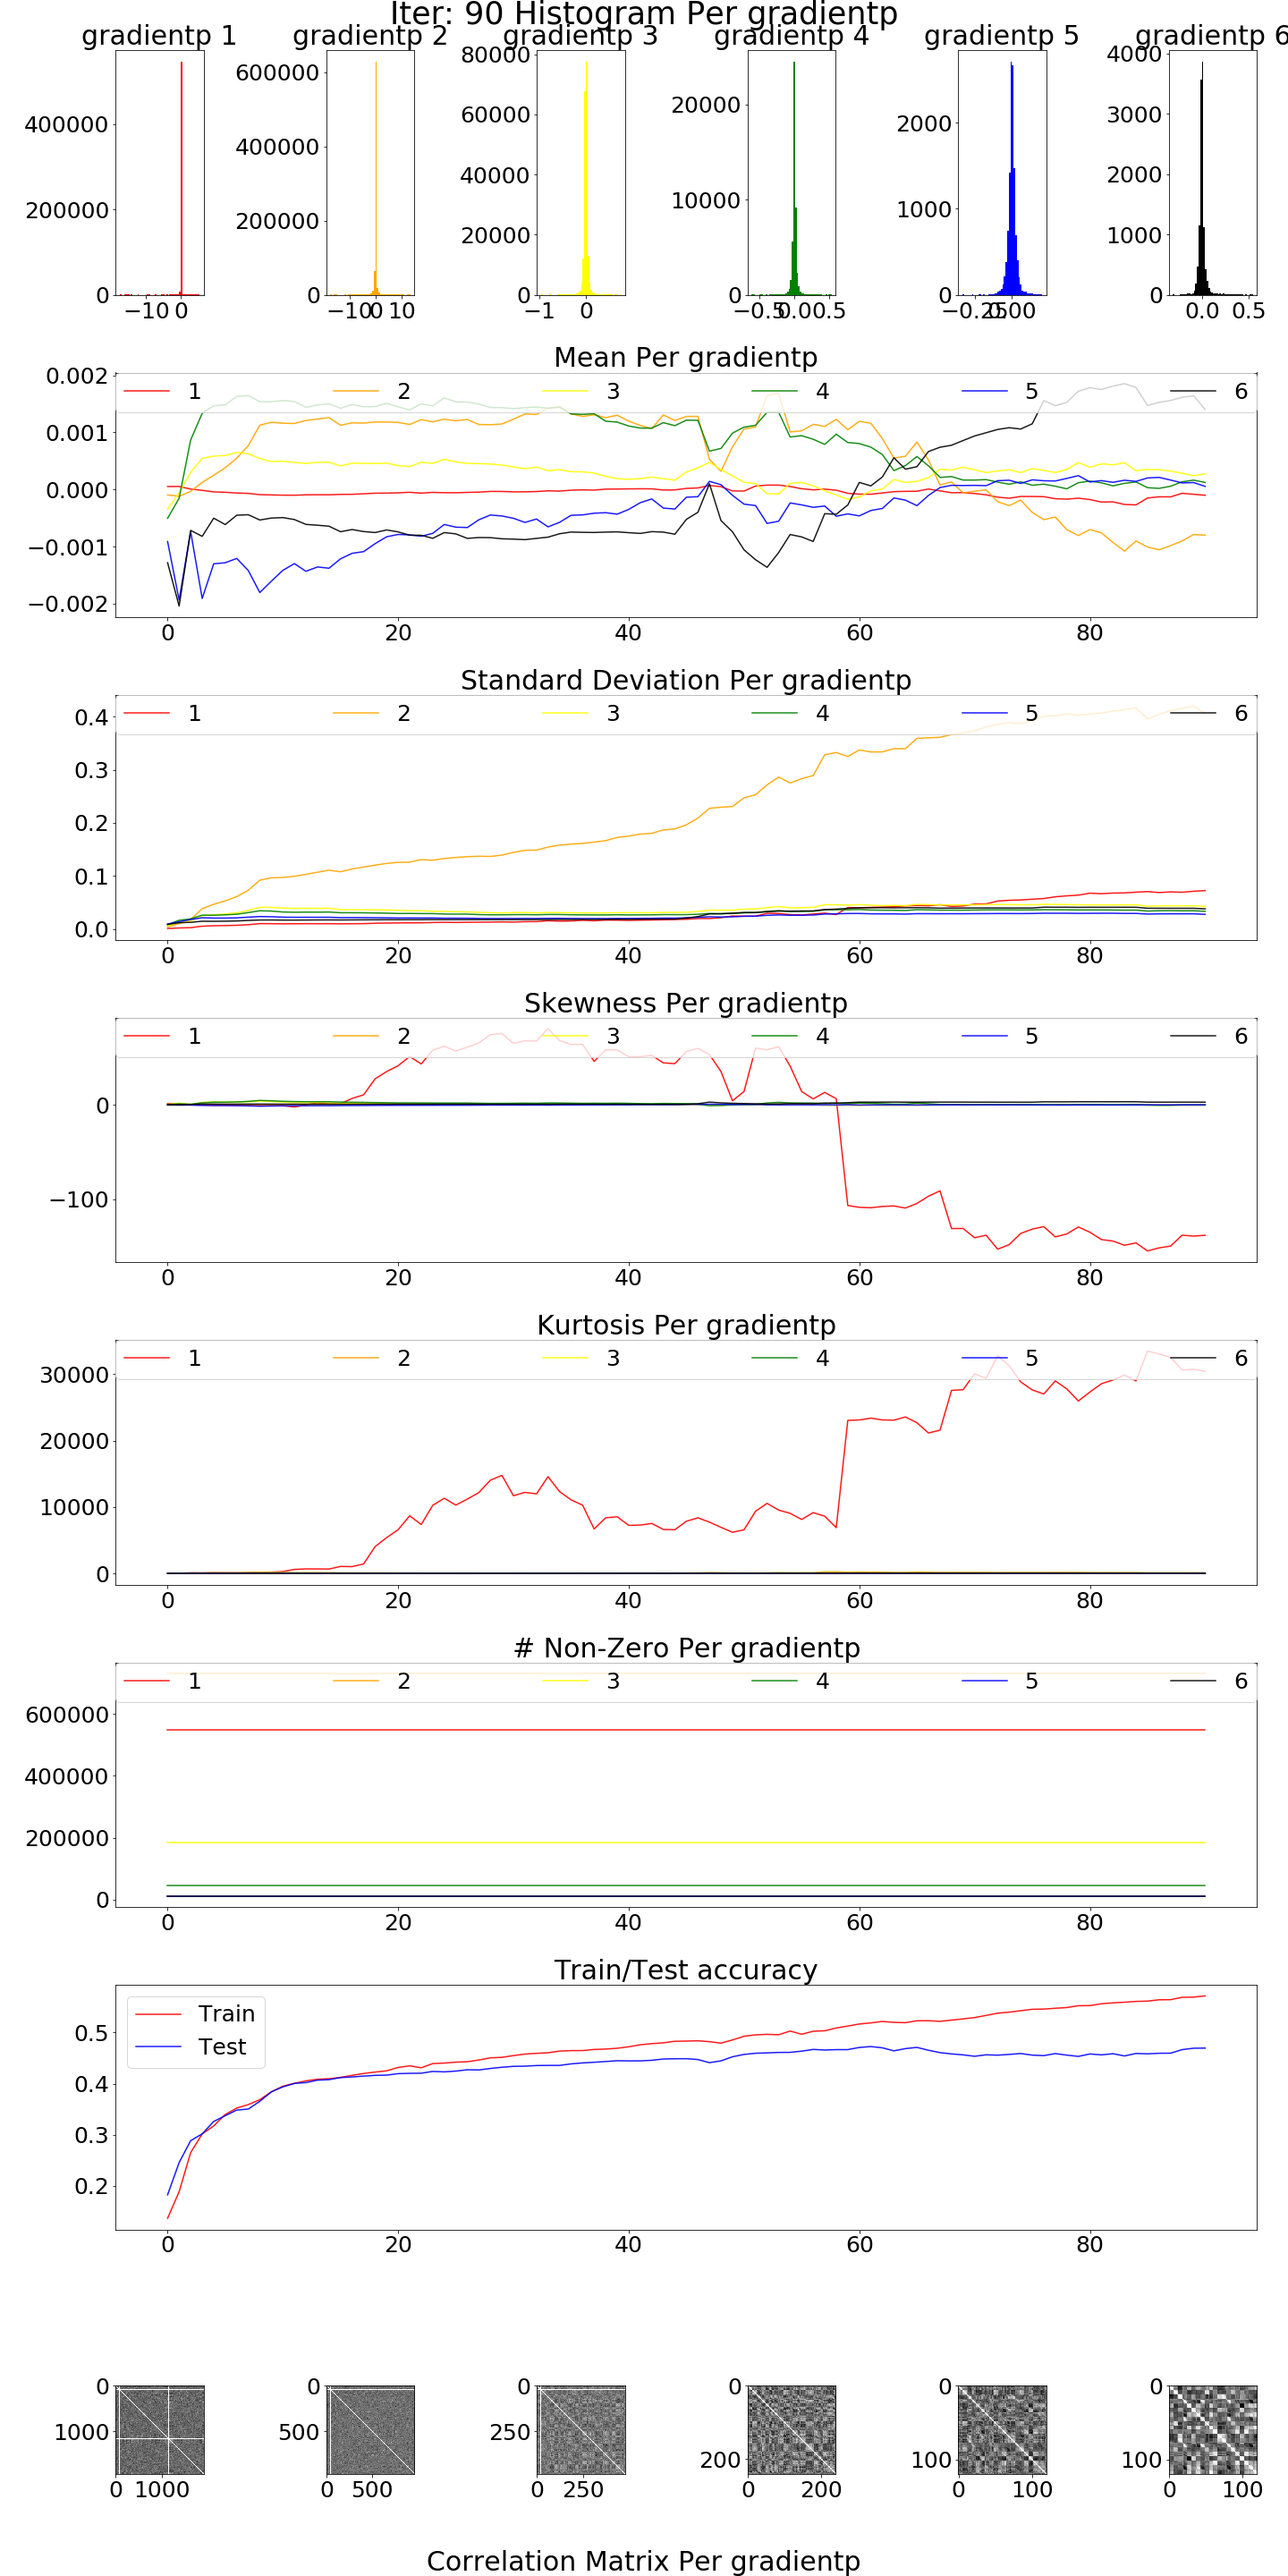 Iter: 90 Histogram Per gradientp
gradientp 1 gradientp 2 gradientp 3 gradientp 4 gradientp 5 gradientp 6
400000
200000
0
−10 0
600000
400000
200000
0
−10 0 10
80000
60000
40000
20000
0
−1 0
20000
10000
0
−0.5 0.0 0.5
2000
1000
0
−0.25 0.00
4000
3000
2000
1000
0
0.0 0.5
Mean Per gradientp
1 2 3 4 5 6
0.002
0.001
0.000
−0.001
−0.002
0 20 40 60 80
Standard Deviation Per gradientp
1 2 3 4 5 6
0.4
0.3
0.2
0.1
0.0
0 20 40 60 80
Skewness Per gradientp
1 2 3 4 5 6
0
−100
0 20 40 60 80
Kurtosis Per gradientp
1 2 3 4 5 6
30000
20000
10000
0
0 20 40 60 80
# Non-Zero Per gradientp
1 2 3 4 5 6
600000
400000
200000
0
0 20 40 60 80
Train/Test accuracy
Train
Test
0.5
0.4
0.3
0.2
0 20 40 60 80
0
1000
0 1000
0
500
0 500
0
250
0 250
0
200
0 200
0
100
0 100
0
100
0 100
Correlation Matrix Per gradientp